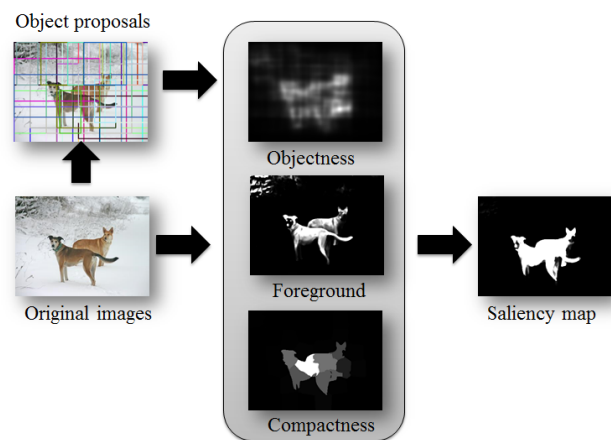 Object proposals
Objectness
Original images
Foreground
Saliency map
Compactness